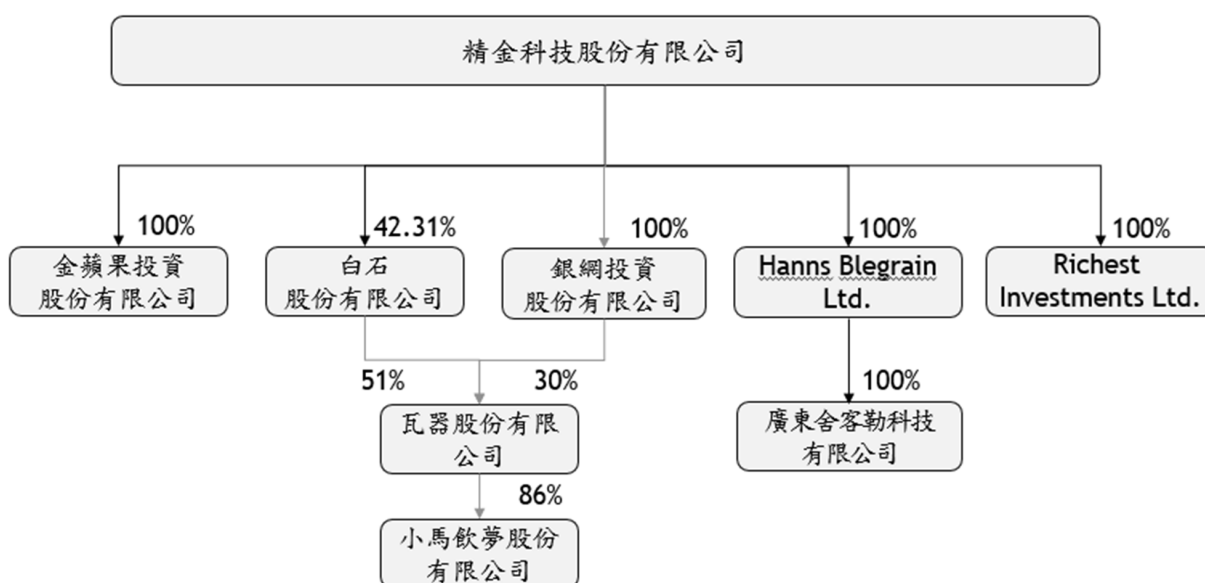 精金科技股份有限公司
100%
42.31%
100%
100%
100%
金蘋果投資
股份有限公司
白石
股份有限公司
銀網投資
股份有限公司
Hanns Blegrain
Ltd.
Richest
Investments Ltd.
51%
30%
100%
瓦器股份有限
公司
廣東舍客勒科技
有限公司
86%
小馬飲夢股份
有限公司